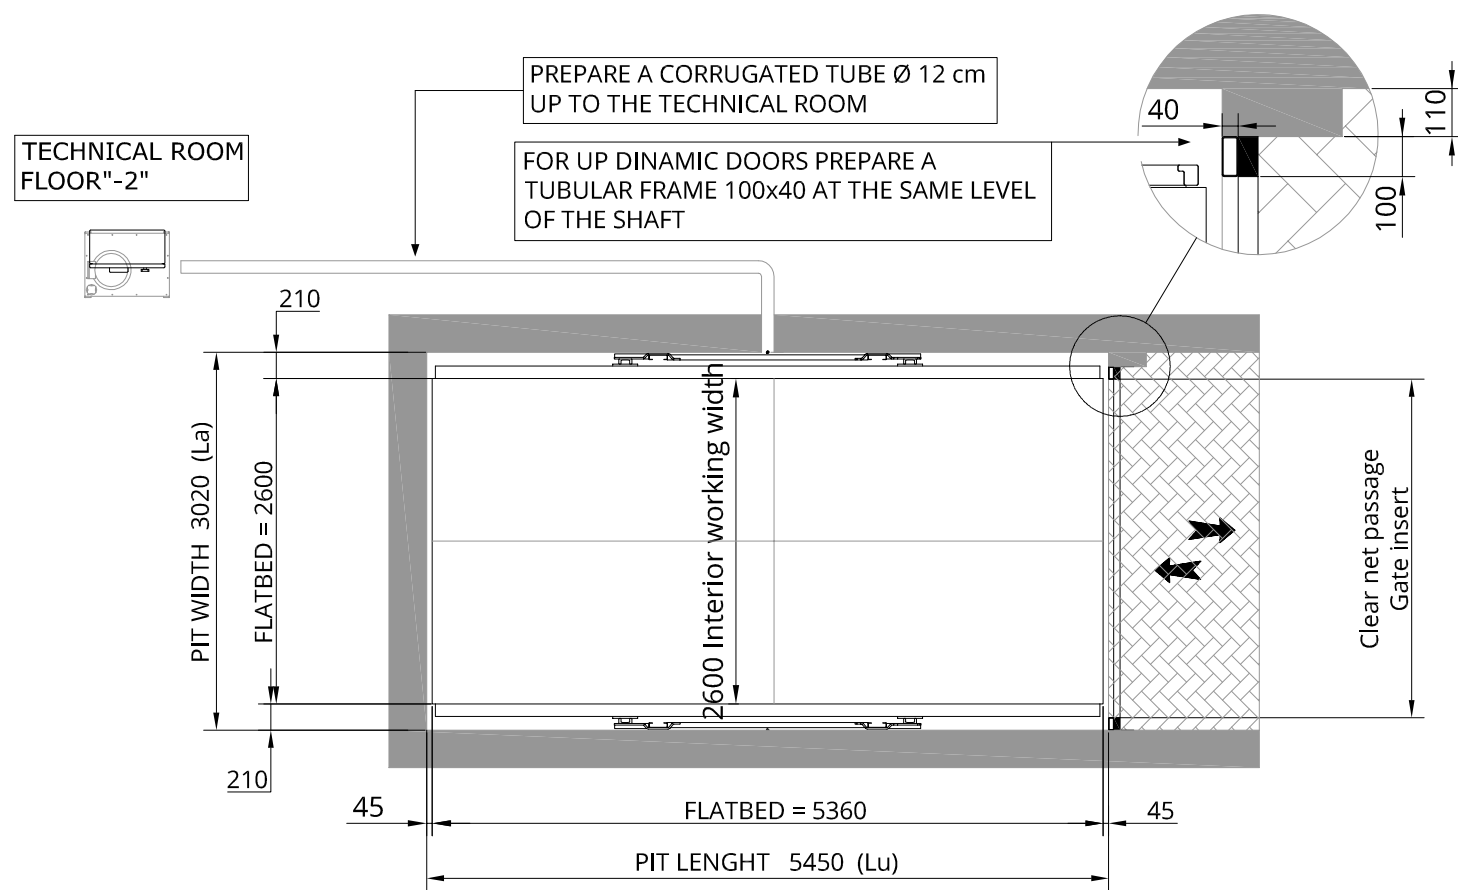 PREPARE A CORRUGATED TUBE Ø 12 cm
UP TO THE TECHNICAL ROOM
40
110
100
TECHNICAL ROOM
FLOOR"-2"
FOR UP DINAMIC DOORS PREPARE A
TUBULAR FRAME 100x40 AT THE SAME LEVEL
OF THE SHAFT
210
PIT WIDTH 3020 (La)
FLATBED = 2600
2600 Interior working width
Clear net passage
Gate insert
210
45
FLATBED = 5360
45
PIT LENGHT 5450 (Lu)